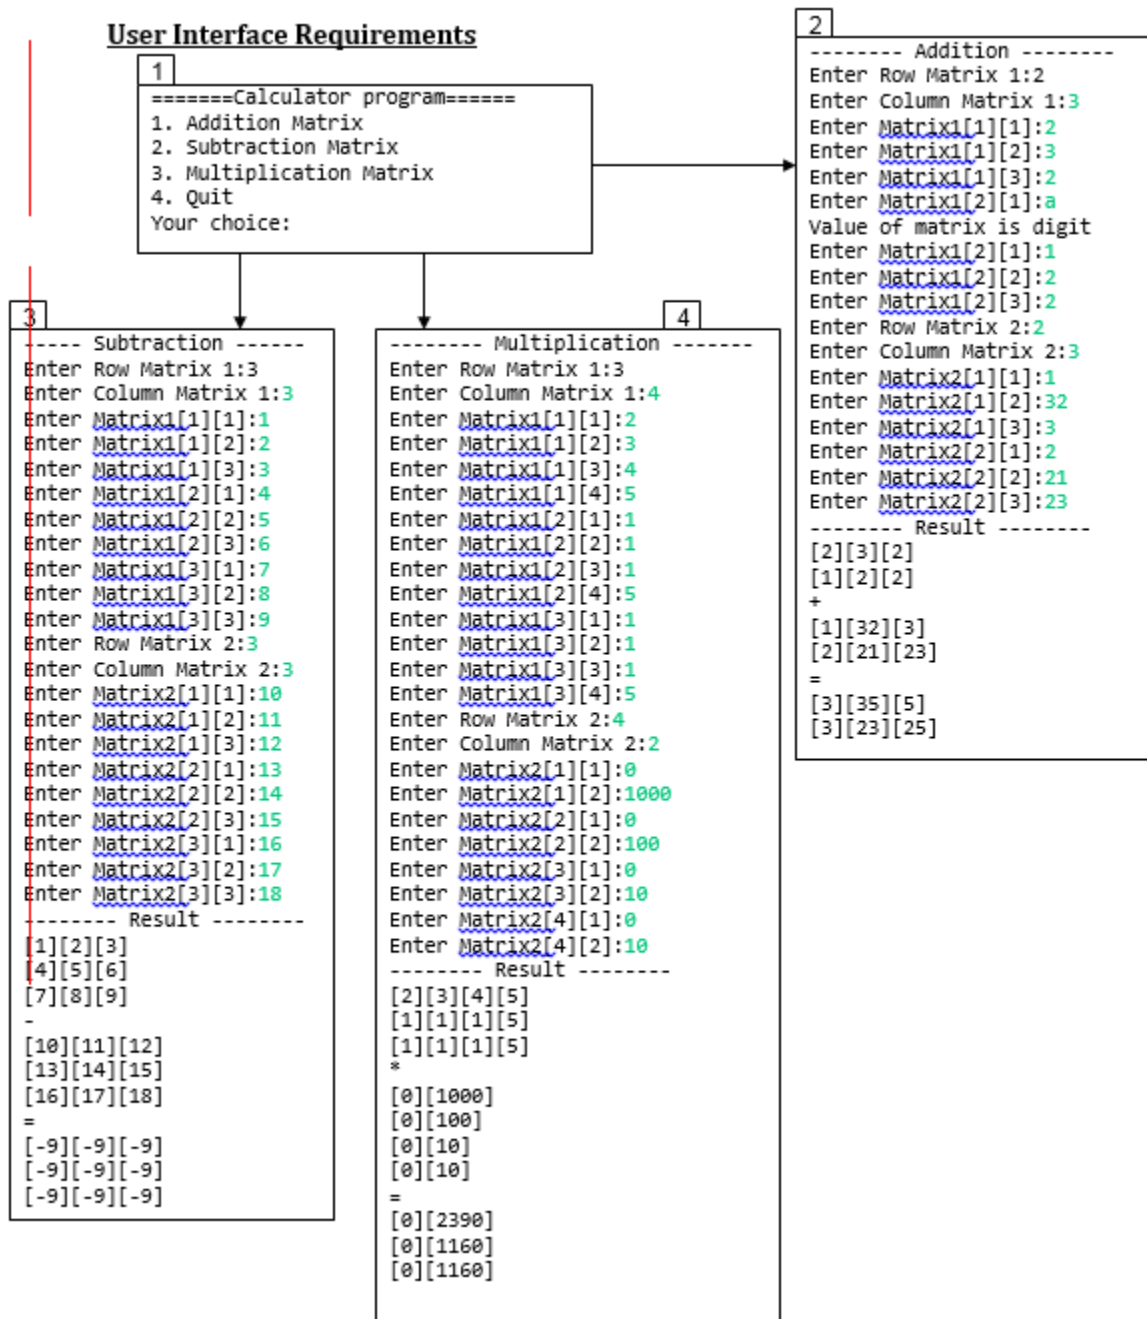 User Interface Requirements
1
=======Calculator program======
1. Addition Matrix
2. Subtraction Matrix
3. Multiplication Matrix
4. Quit
Your choice:
2
-------- Addition --------
Enter Row Matrix 1:2
Enter Column Matrix 1:3
Enter Matrix1[1][1]:2
Enter Matrix1[1][2]:3
Enter Matrix1[1][3]:2
Enter Matrix1[2][1]:a
Value of matrix is digit
Enter Matrix1[2][1]:1
Enter Matrix1[2][2]:2
Enter Matrix1[2][3]:2
Enter Row Matrix 2:2
Enter Column Matrix 2:3
Enter Matrix2[1][1]:1
Enter Matrix2[1][2]:32
Enter Matrix2[1][3]:3
Enter Matrix2[2][1]:2
Enter Matrix2[2][2]:21
Enter Matrix2[2][3]:23
-------- Result --------
[2][3][2]
[1][2][2]
+
[1][32][3]
[2][21][23]
=
[3][35][5]
[3][23][25]
3
----- Subtraction ------
Enter Row Matrix 1:3
Enter Column Matrix 1:3
Enter Matrix1[1][1]:1
Enter Matrix1[1][2]:2
Enter Matrix1[1][3]:3
Enter Matrix1[2][1]:4
Enter Matrix1[2][2]:5
Enter Matrix1[2][3]:6
Enter Matrix1[3][1]:7
Enter Matrix1[3][2]:8
Enter Matrix1[3][3]:9
Enter Row Matrix 2:3
Enter Column Matrix 2:3
Enter Matrix2[1][1]:10
Enter Matrix2[1][2]:11
Enter Matrix2[1][3]:12
Enter Matrix2[2][1]:13
Enter Matrix2[2][2]:14
Enter Matrix2[2][3]:15
Enter Matrix2[3][1]:16
Enter Matrix2[3][2]:17
Enter Matrix2[3][3]:18
-------- Result --------
[1][2][3]
[4][5][6]
[7][8][9]
-
[10][11][12]
[13][14][15]
[16][17][18]
=
[-9][-9][-9]
[-9][-9][-9]
[-9][-9][-9]
4
-------- Multiplication -------
Enter Row Matrix 1:3
Enter Column Matrix 1:4
Enter Matrix1[1][1]:2
Enter Matrix1[1][2]:3
Enter Matrix1[1][3]:4
Enter Matrix1[1][4]:5
Enter Matrix1[2][1]:1
Enter Matrix1[2][2]:1
Enter Matrix1[2][3]:1
Enter Matrix1[2][4]:5
Enter Matrix1[3][1]:1
Enter Matrix1[3][2]:1
Enter Matrix1[3][3]:1
Enter Matrix1[3][4]:5
Enter Row Matrix 2:4
Enter Column Matrix 2:2
Enter Matrix2[1][1]:0
Enter Matrix2[1][2]:1000
Enter Matrix2[2][1]:0
Enter Matrix2[2][2]:100
Enter Matrix2[3][1]:0
Enter Matrix2[3][2]:10
Enter Matrix2[4][1]:0
Enter Matrix2[4][2]:10
-------- Result --------
[2][3][4][5]
[1][1][1][5]
[1][1][1][5]
*
[0][1000]
[0][100]
[0][10]
[0][10]
=
[0][2390]
[0][1160]
[0][1160]